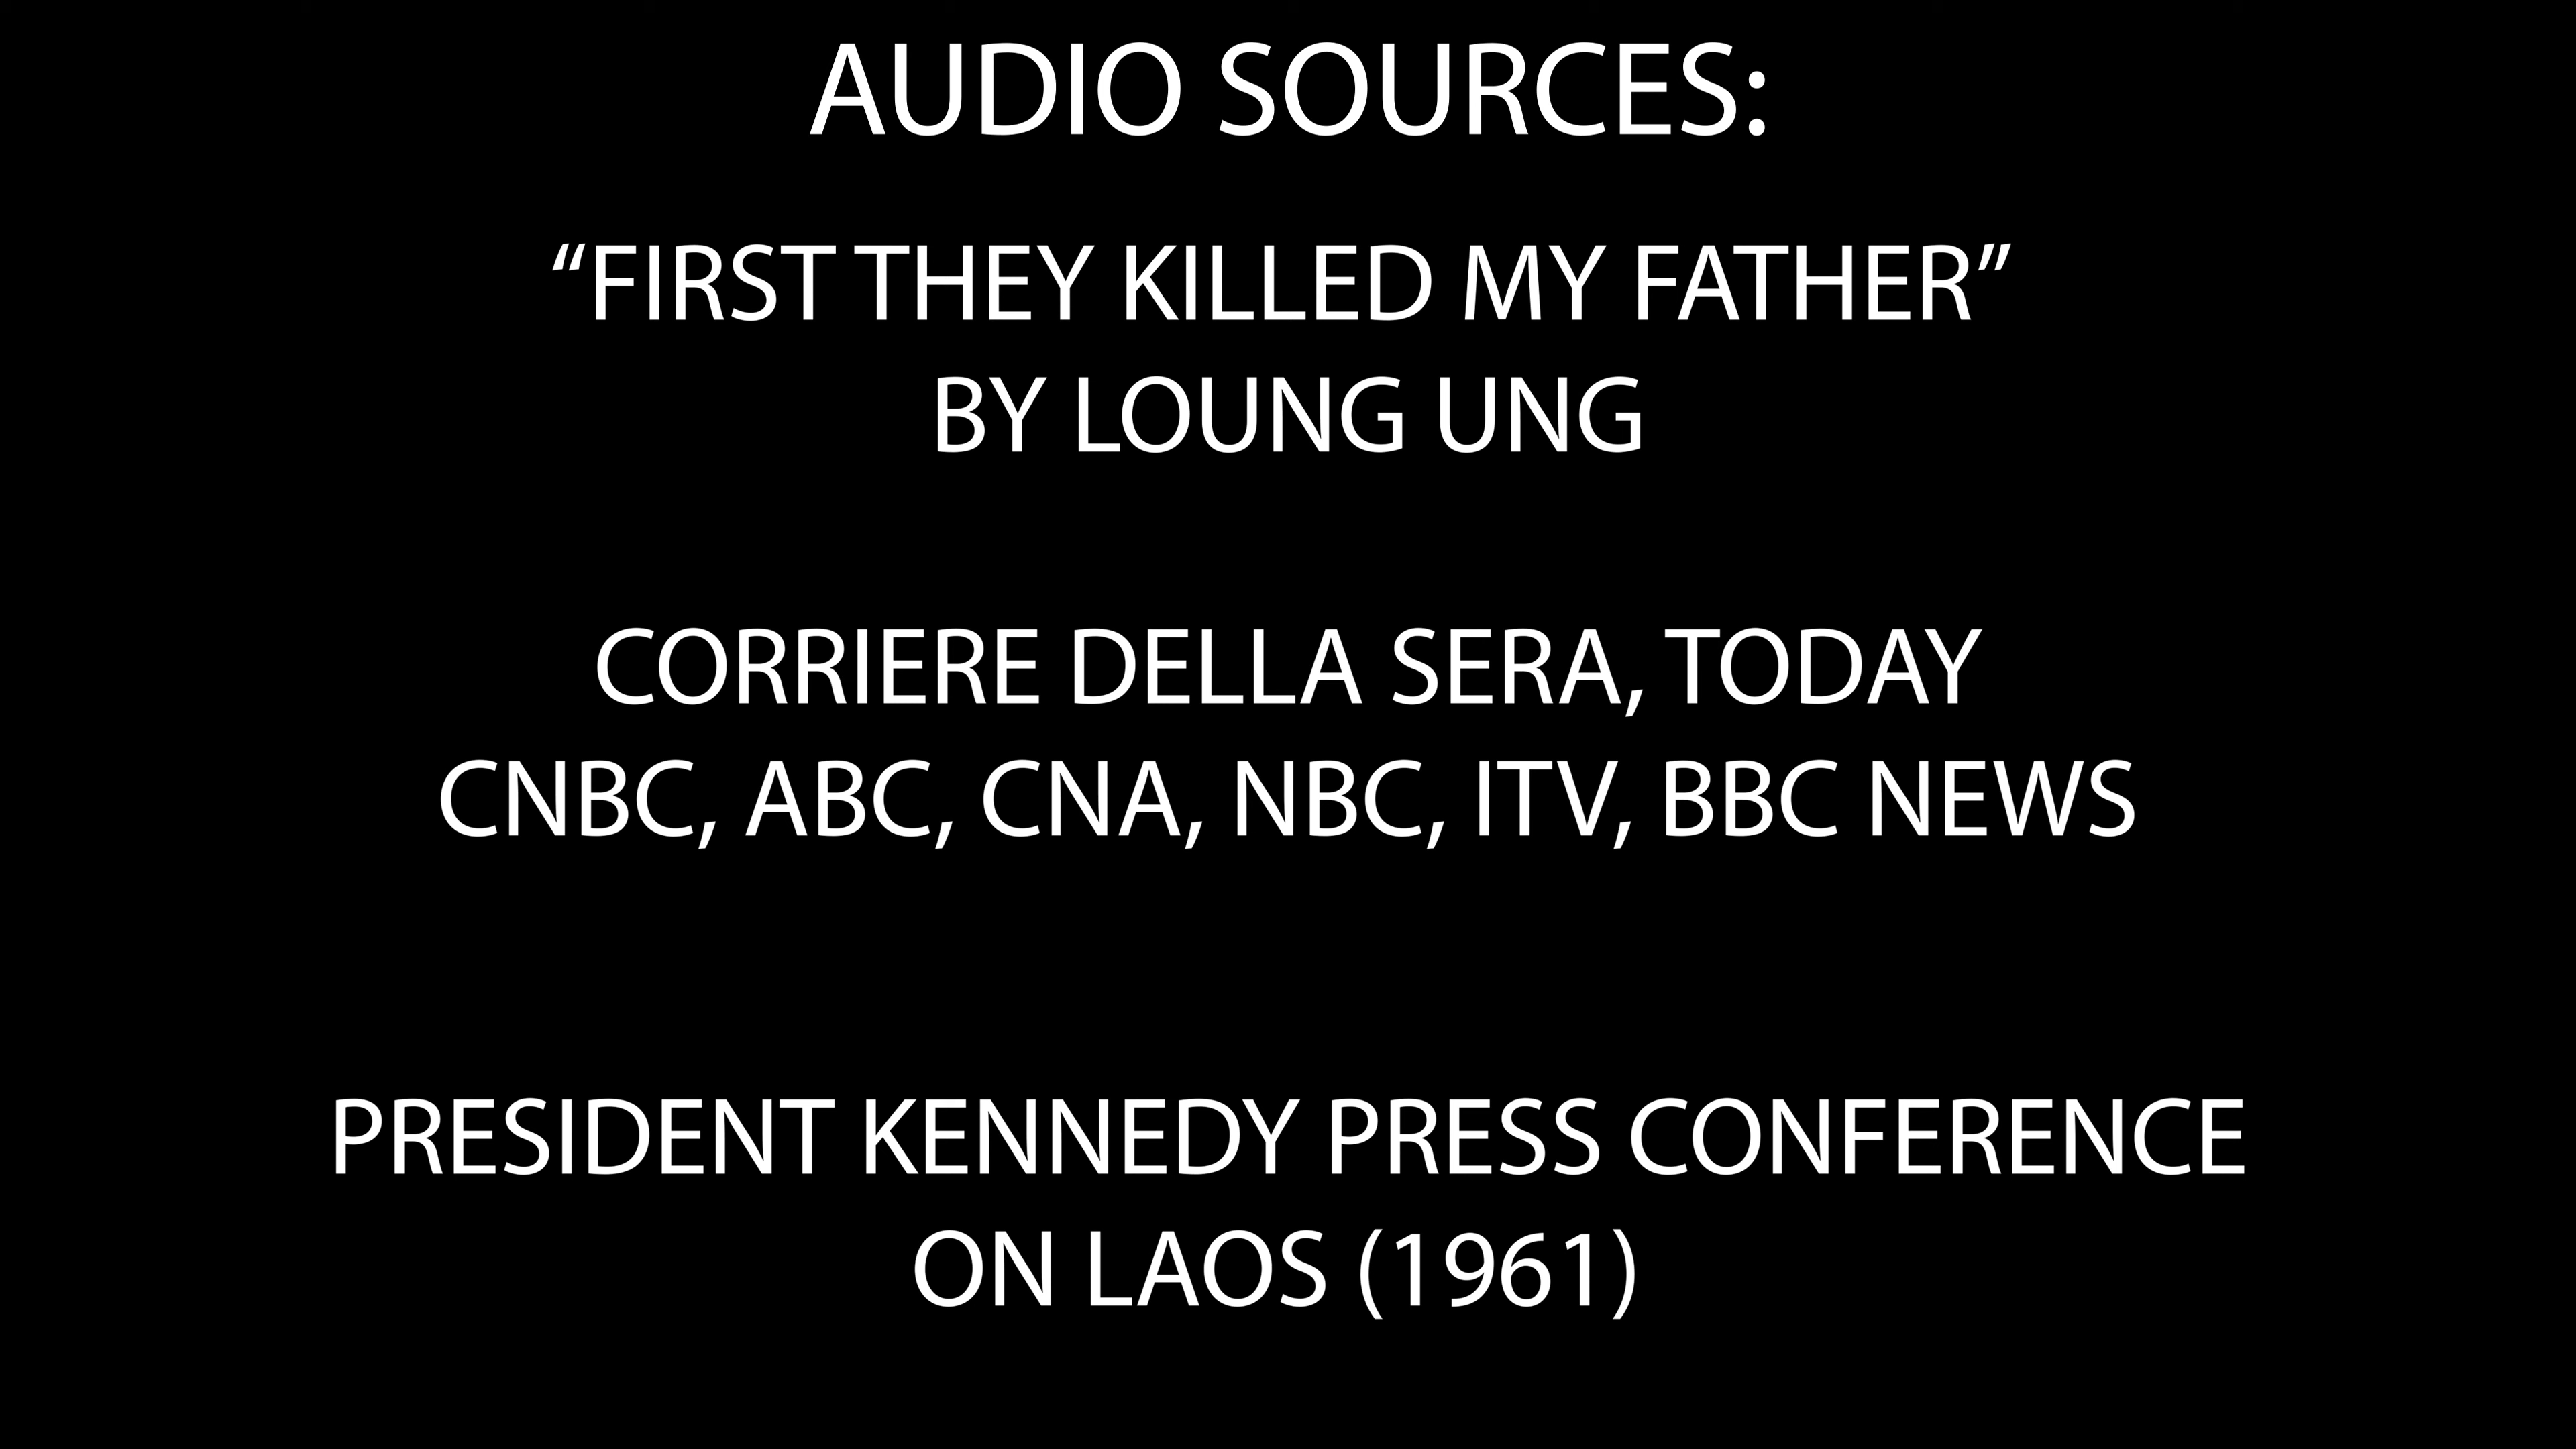 AUDIO SOURCES:
“FIRST THEY KILLED MY FATHER”
BY LOUNG UNG
CORRIERE DELLA SERA, TODAY
CNBC, ABC, CNA, NBC, ITV, BBC NEWS
PRESIDENT KENNEDY PRESS CONFERENCE
ON LAOS (1961)